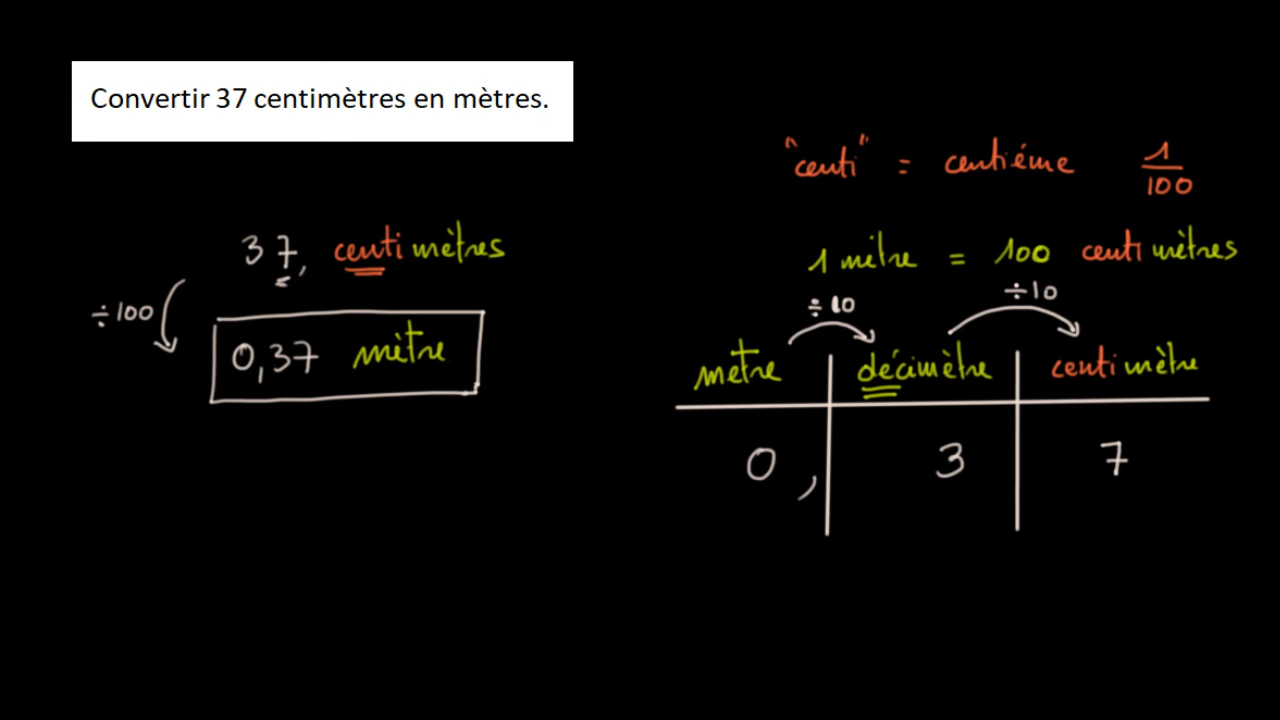 Convertir 37 centimètres en mètres.
"centi" = centiéme 1/100
37, centimètres
1 mètre = 100 centimètres
÷100
÷10 ÷10
0,37 mètre
mètre décimètre centimètre
0, 3 7